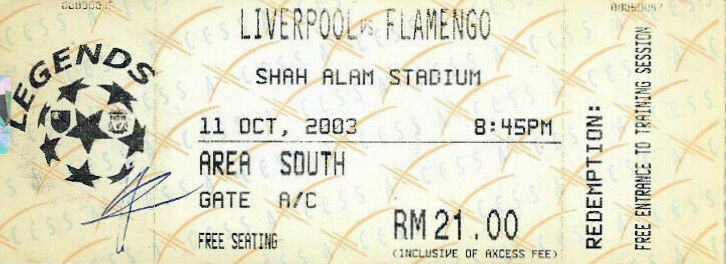 LIVERPOOL vs FLAMENGO
LEGENDS
SHAH ALAM STADIUM
11 OCT, 2003 8:45PM
AREA SOUTH
GATE A/C
FREE SEATING
RM 21.00
(INCLUSIVE OF AXCESS FEE)
REDEMPTION:
FREE ENTRANCE TO TRAINING SESSION